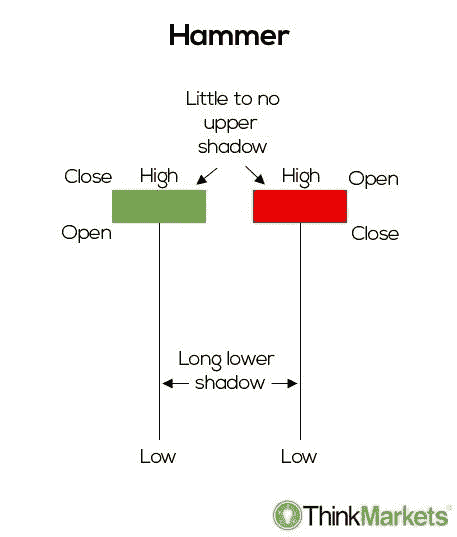 Hammer
Little to no
upper
shadow
Close High High Open
Open Close
Long lower
shadow
Low Low
ThinkMarkets